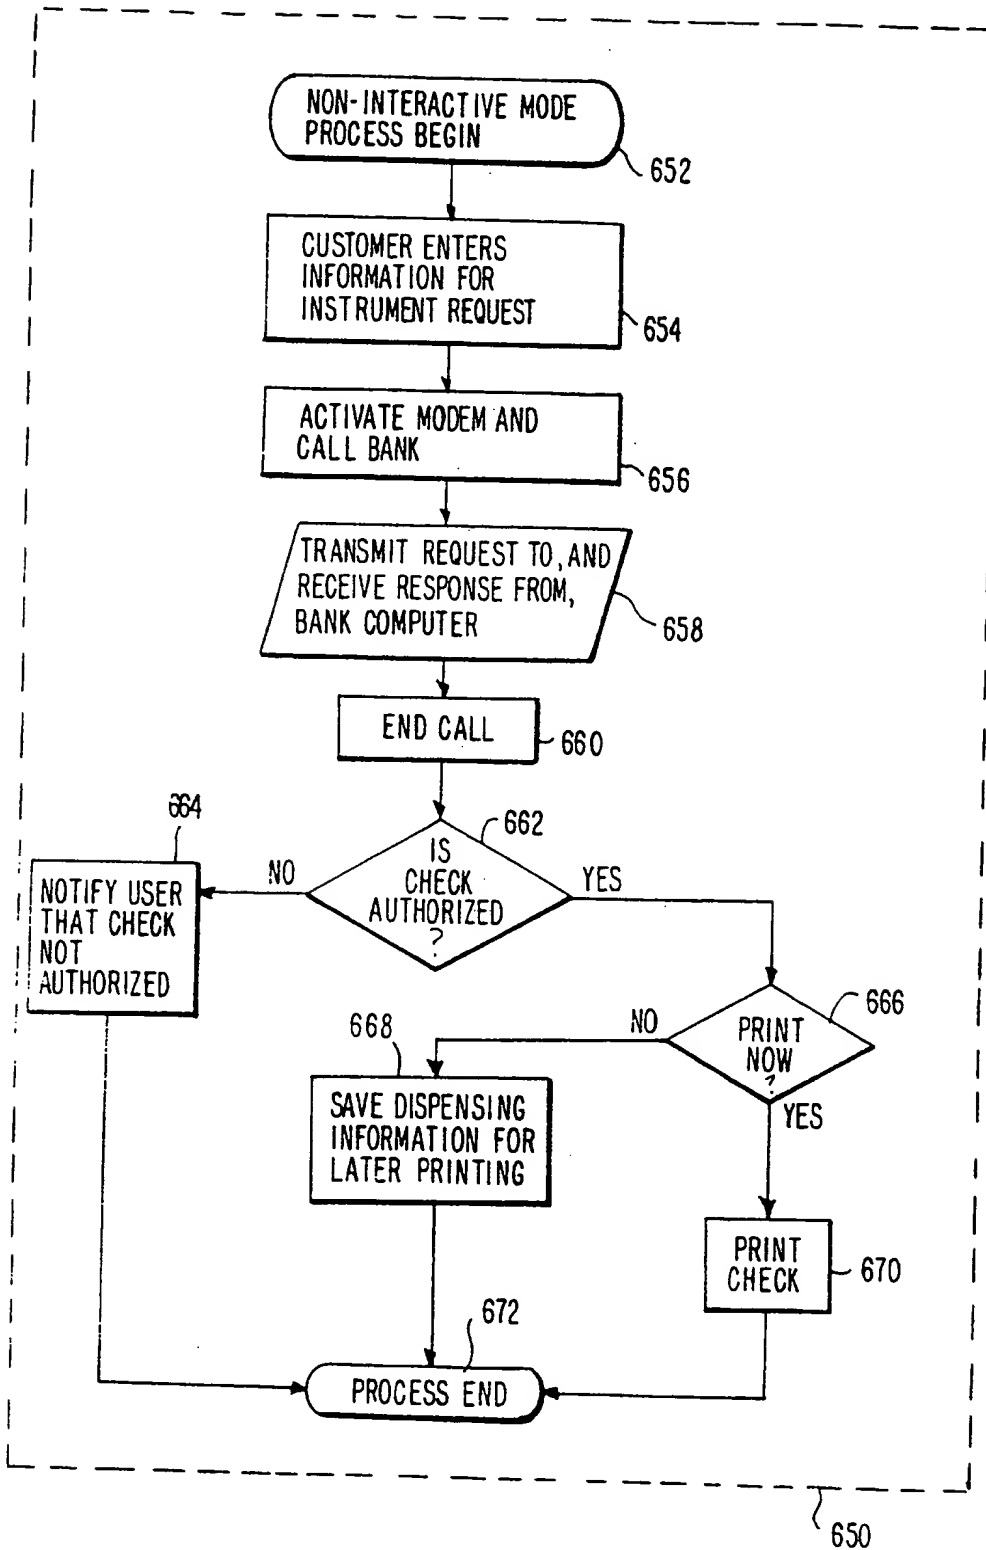 NON-INTERACTIVE MODE
PROCESS BEGIN
652
CUSTOMER ENTERS
INFORMATION FOR
INSTRUMENT REQUEST
654
ACTIVATE MODEM AND
CALL BANK
656
TRANSMIT REQUEST TO, AND
RECEIVE RESPONSE FROM,
BANK COMPUTER
658
END CALL
660
662
IS
CHECK
AUTHORIZED
?
NO
YES
664
NOTIFY USER
THAT CHECK
NOT
AUTHORIZED
666
PRINT
NOW
?
NO
YES
668
SAVE DISPENSING
INFORMATION FOR
LATER PRINTING
PRINT
CHECK
670
672
PROCESS END
650